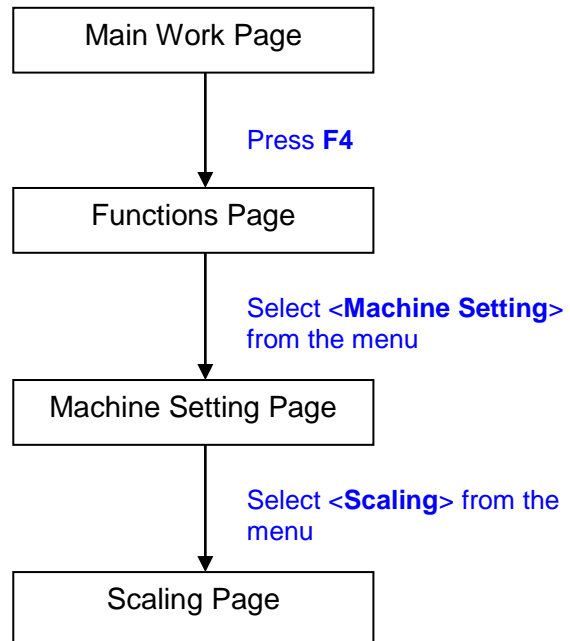 Main Work Page
Press F4
Functions Page
Select <Machine Setting>
from the menu
Machine Setting Page
Select <Scaling> from the
menu
Scaling Page